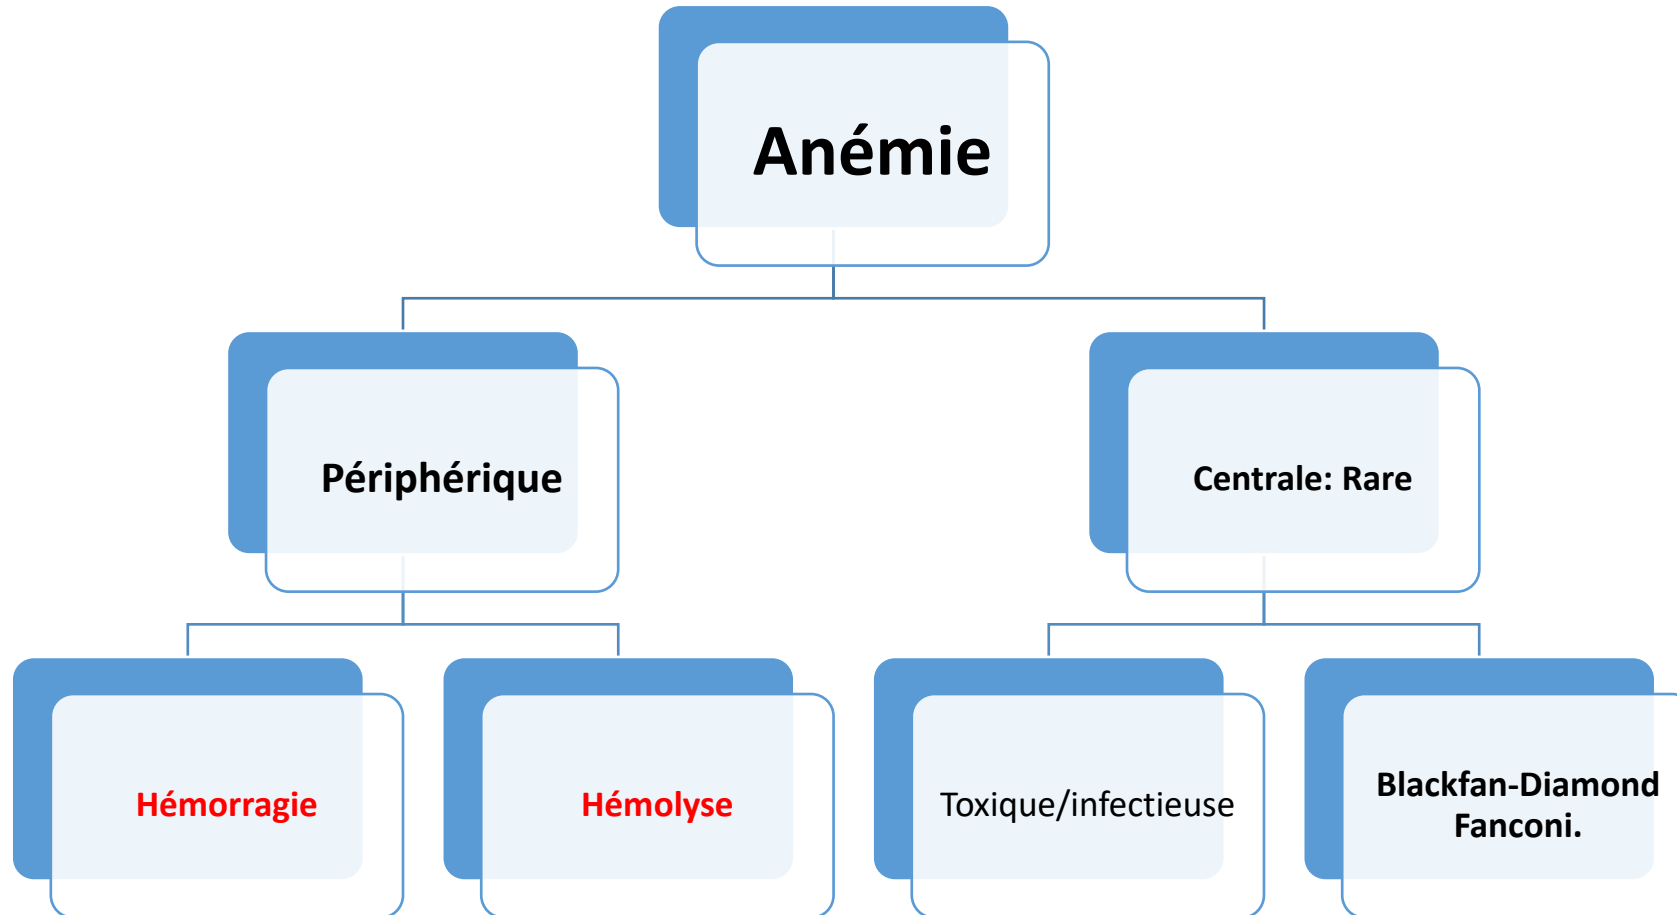 Anémie
Périphérique
Centrale: Rare
Hémorragie
Hémolyse
Toxique/infectieuse
Blackfan-Diamond
Fanconi.